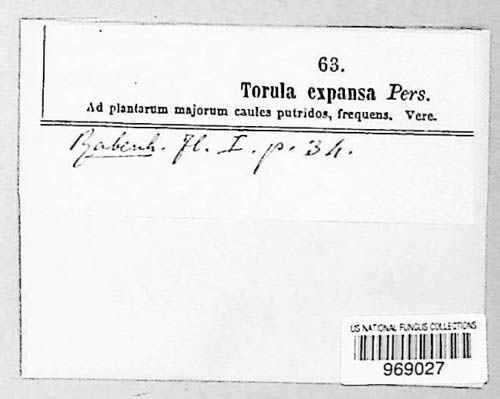 63.
Torula expansa Pers.
Ad plantarum majorum caules putridos, frequens. Vere.
Rabenh. Fl. I. p. 34.
US NATIONAL FUNGUS COLLECTIONS
969027